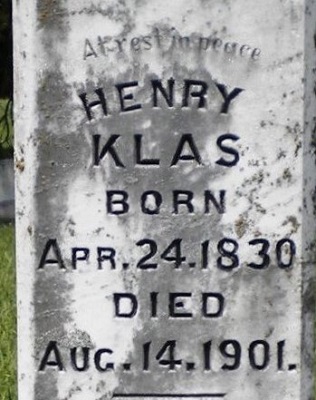 At rest in peace
HENRY
KLAS
BORN
APR. 24. 1830
DIED
AUG. 14. 1901.